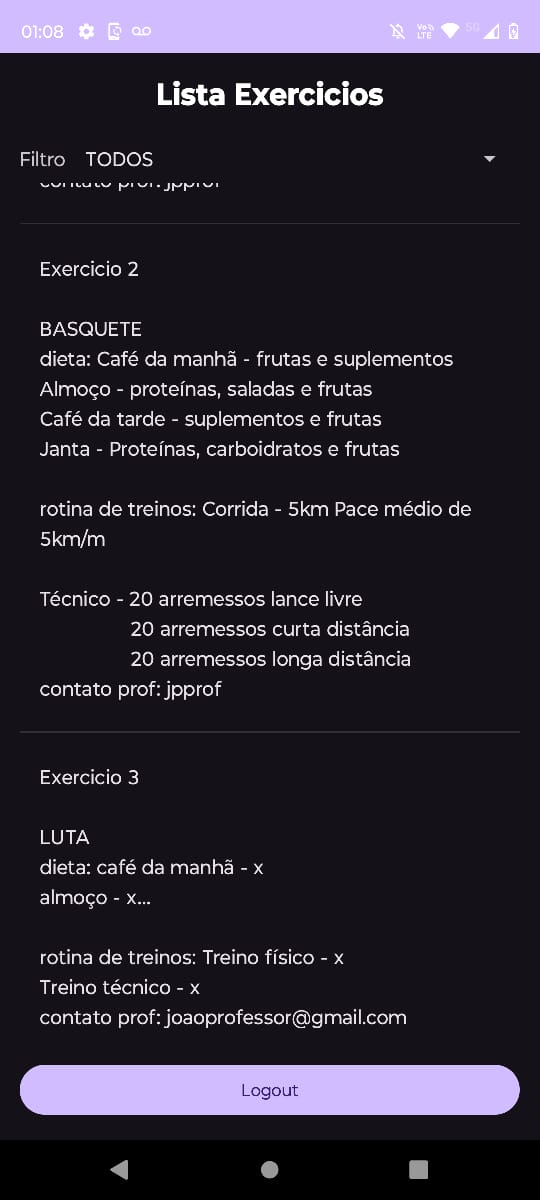 01:08
Vo))
LTE
5G
Lista Exercicios
Filtro TODOS
contato prof: jpprof
Exercicio 2
BASQUETE
dieta: Café da manhã - frutas e suplementos
Almoço - proteínas, saladas e frutas
Café da tarde - suplementos e frutas
Janta - Proteínas, carboidratos e frutas
rotina de treinos: Corrida - 5km Pace médio de
5km/m
Técnico - 20 arremessos lance livre
20 arremessos curta distância
20 arremessos longa distância
contato prof: jpprof
Exercicio 3
LUTA
dieta: café da manhã - x
almoço - x...
rotina de treinos: Treino físico - x
Treino técnico - x
contato prof: joaoprofessor@gmail.com
Logout